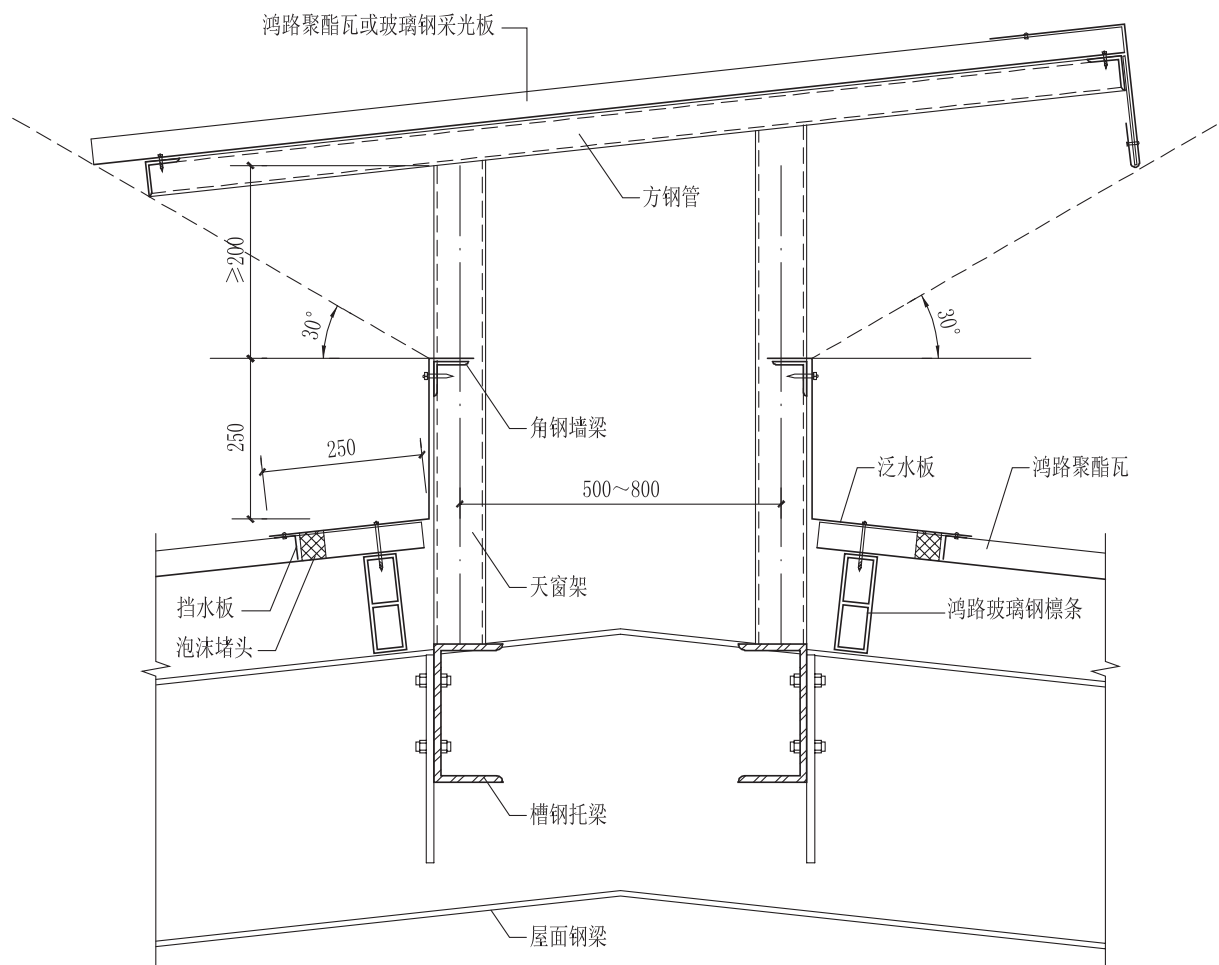 鸿路聚酯瓦或玻璃钢采光板
方钢管
≥200
30°
30°
角钢墙梁
250
250
500～800
泛水板
鸿路聚酯瓦
天窗架
挡水板
鸿路玻璃钢檩条
泡沫堵头
槽钢托梁
屋面钢梁